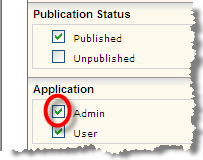 Publication Status
Published
Unpublished
Application
Admin
User